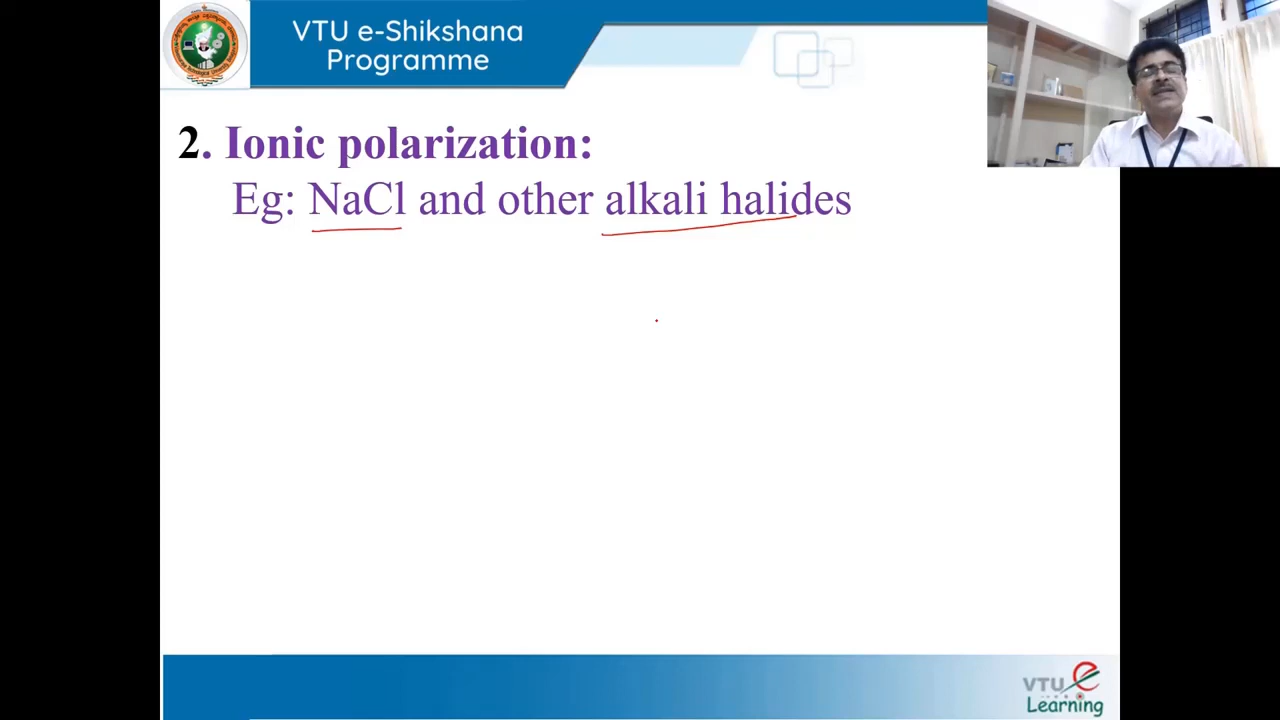 VTU e-Shikshana
Programme
2. Ionic polarization:
Eg: NaCl and other alkali halides
VTU e
Learning